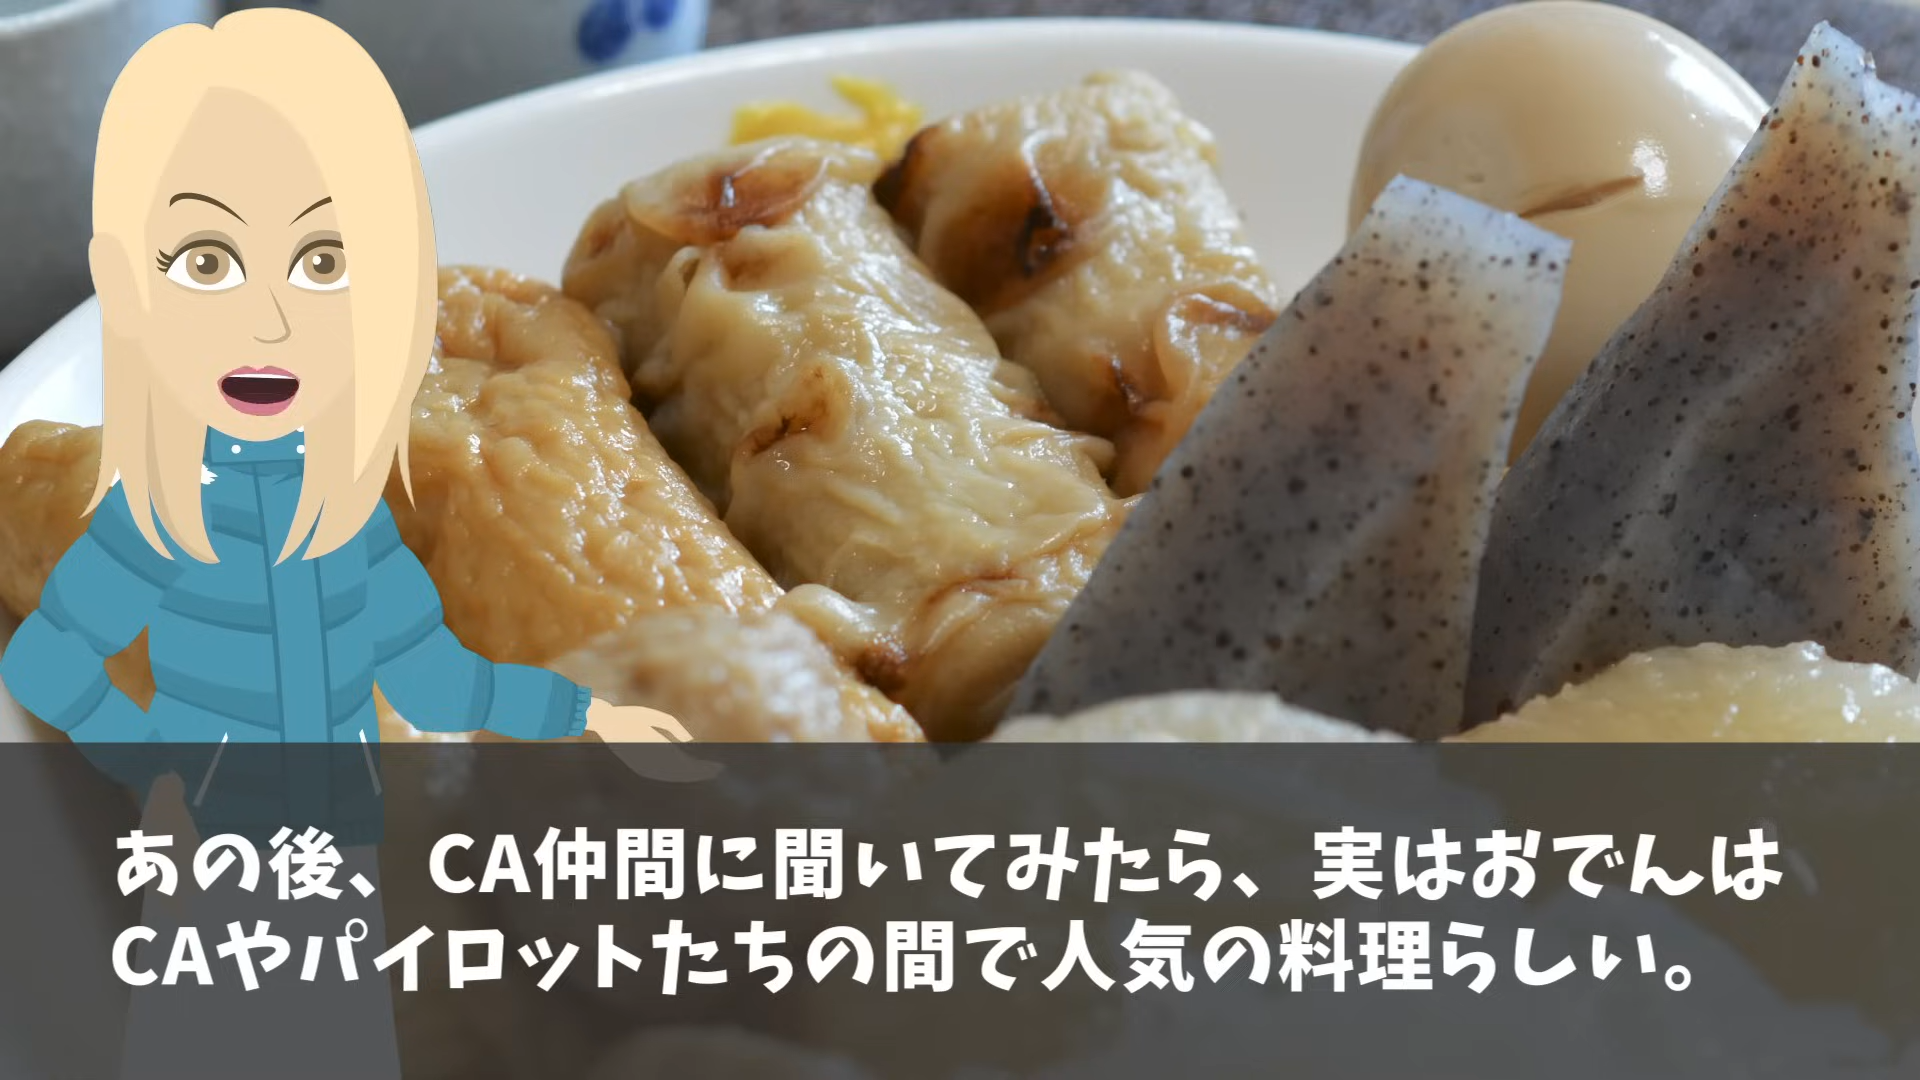 あの後、CA仲間に聞いてみたら、実はおでんは
CAやパイロットたちの間で人気の料理らしい。